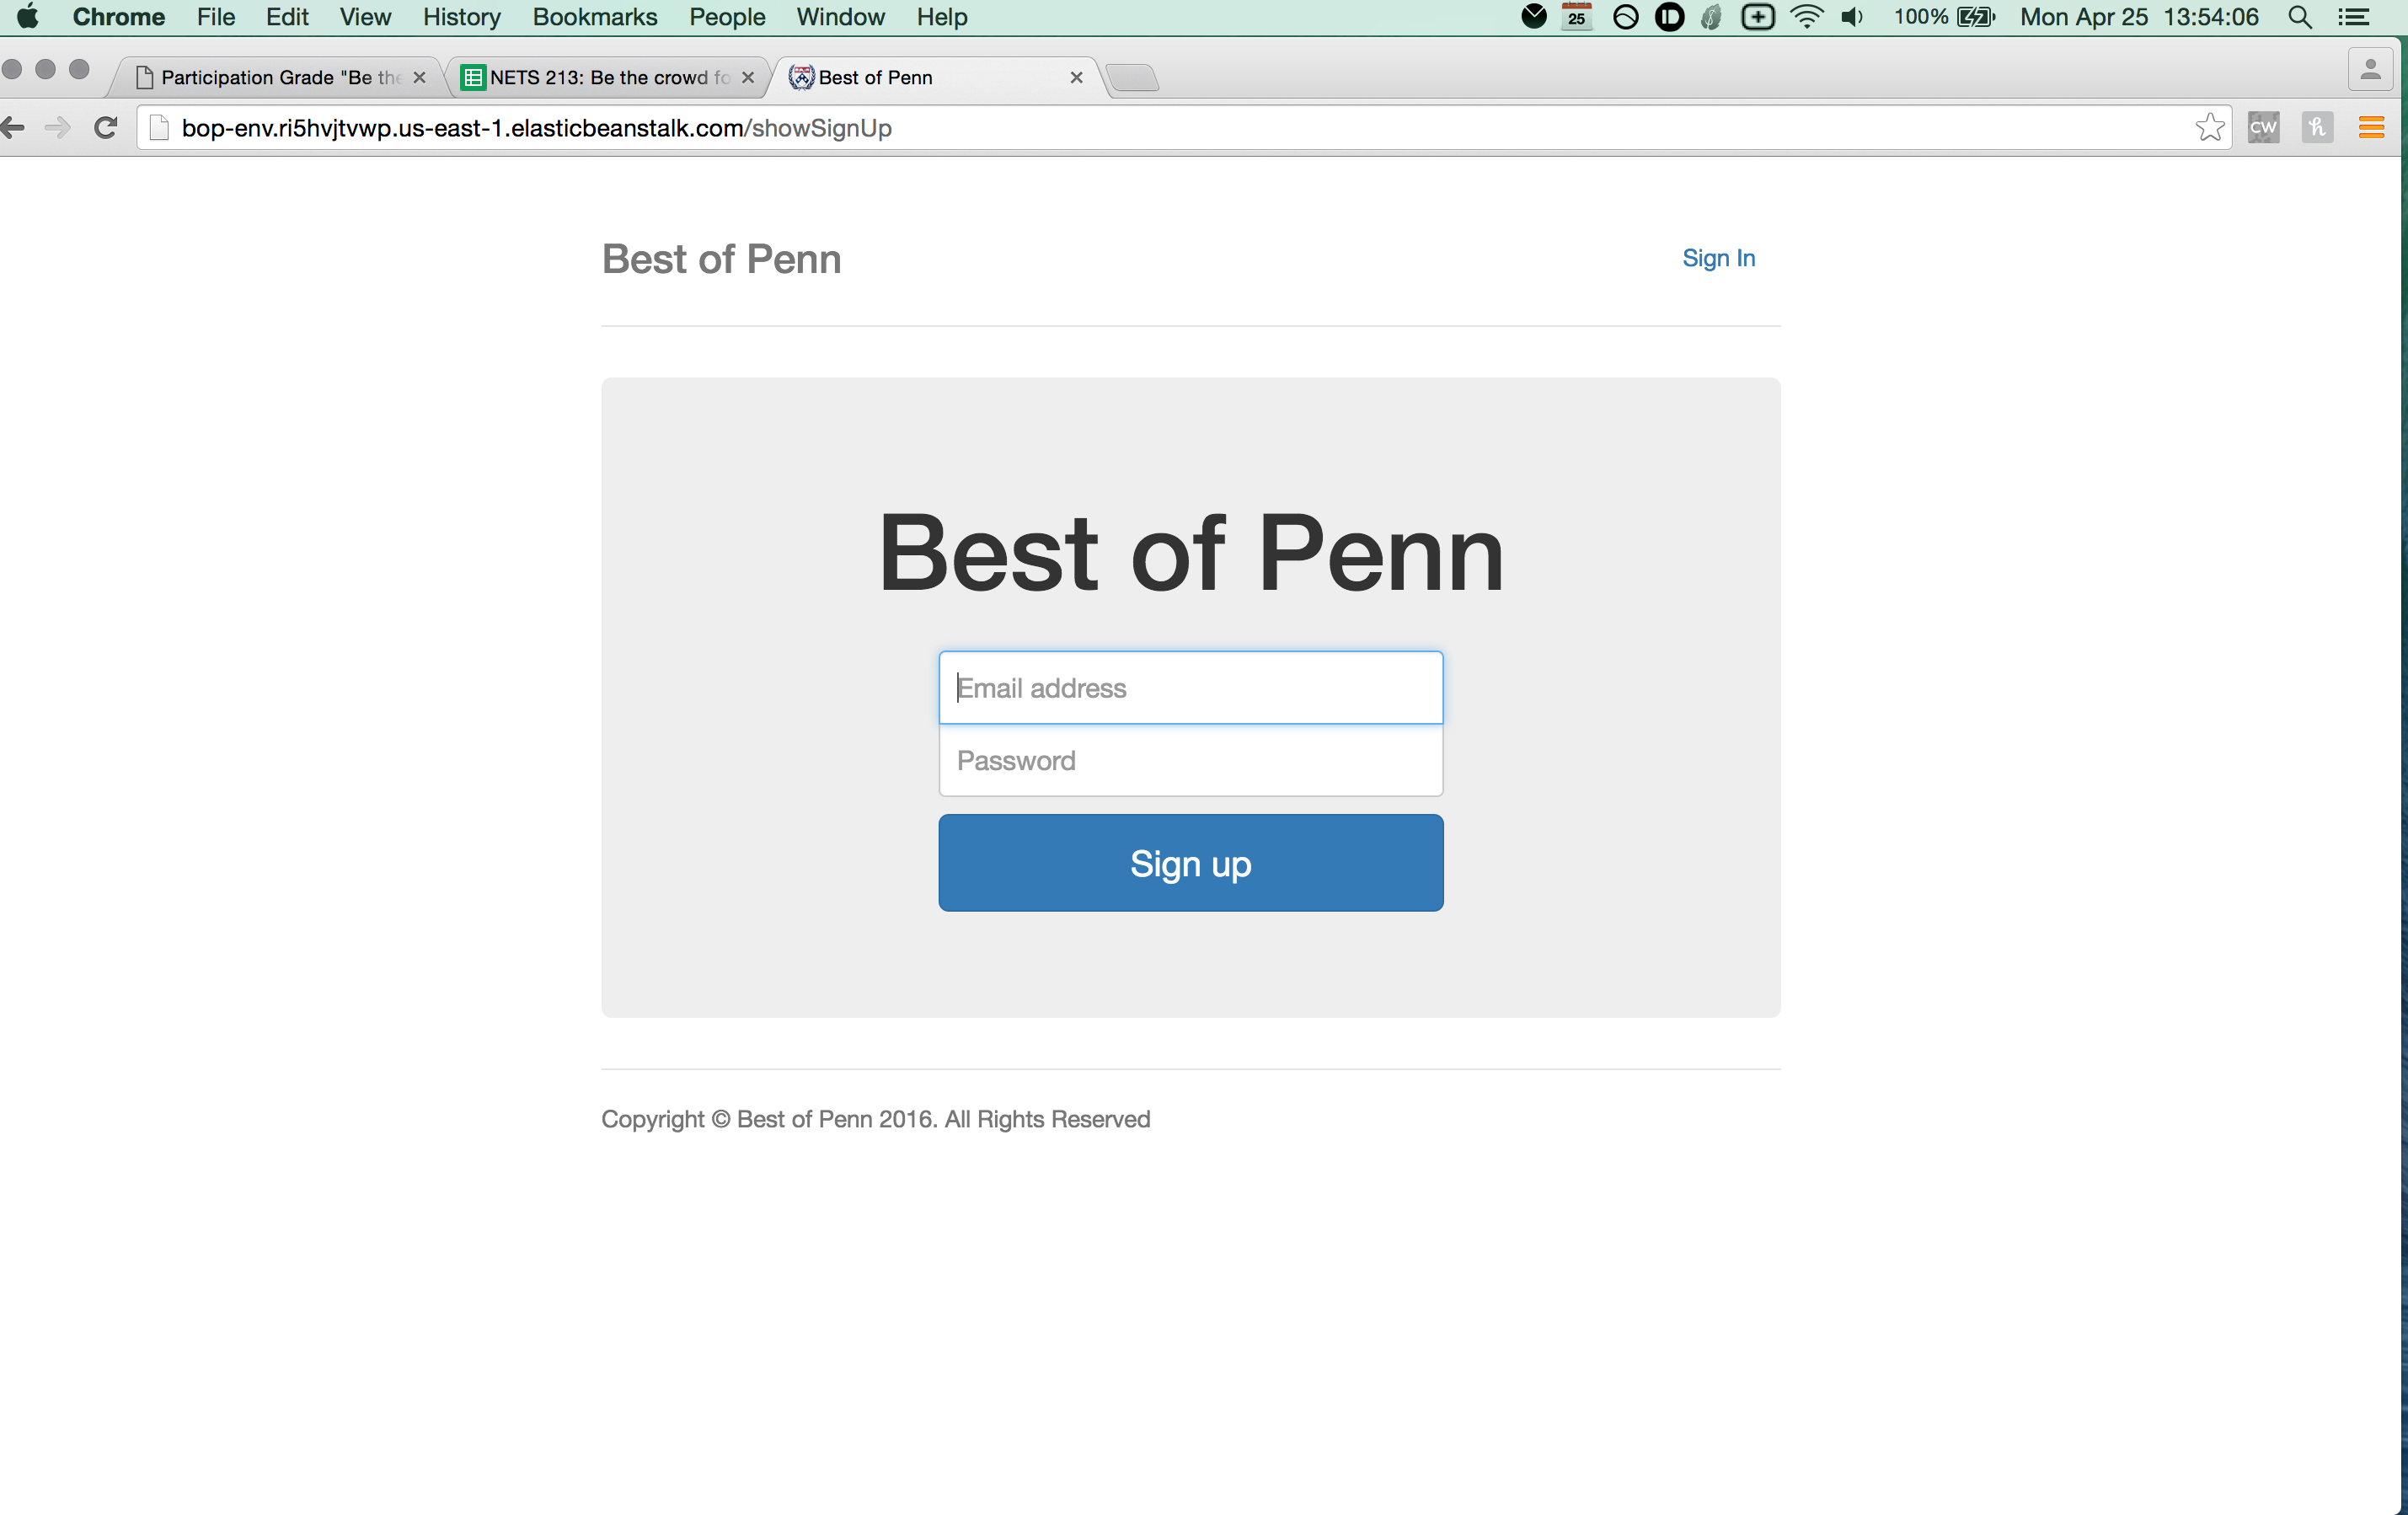 Chrome File Edit View History Bookmarks People Window Help 25 100% Mon Apr 25 13:54:06
Participation Grade "Be the NETS 213: Be the crowd fo Best of Penn
bop-env.ri5hvjtvwp.us-east-1.elasticbeanstalk.com/showSignUp CW h
Best of Penn Sign In
Best of Penn
Email address
Password
Sign up
Copyright © Best of Penn 2016. All Rights Reserved